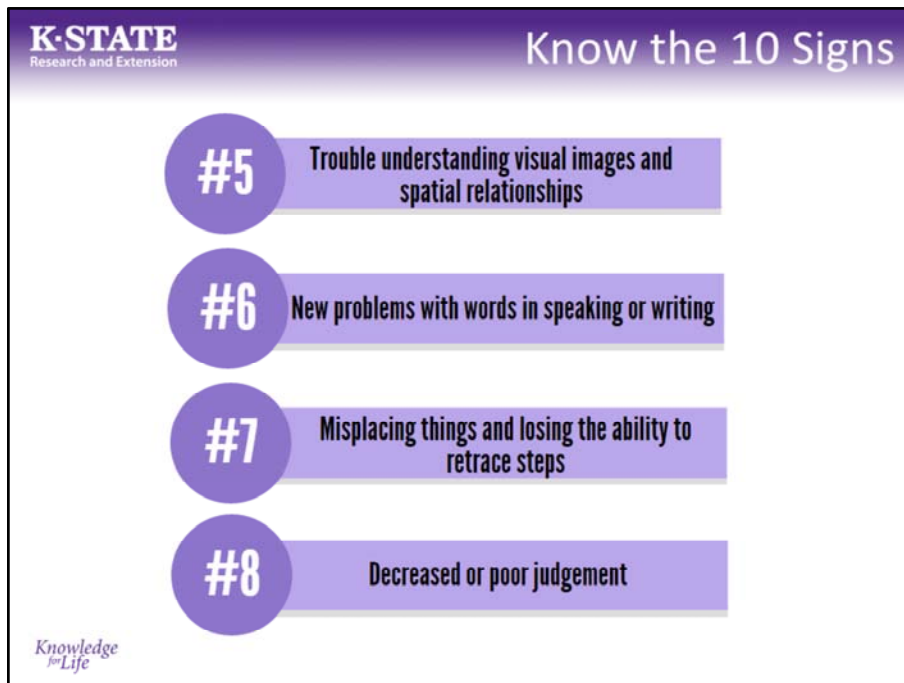 K·STATE
Research and Extension
Know the 10 Signs
#5
Trouble understanding visual images and
spatial relationships
#6
New problems with words in speaking or writing
#7
Misplacing things and losing the ability to
retrace steps
#8
Decreased or poor judgement
Knowledge
for Life